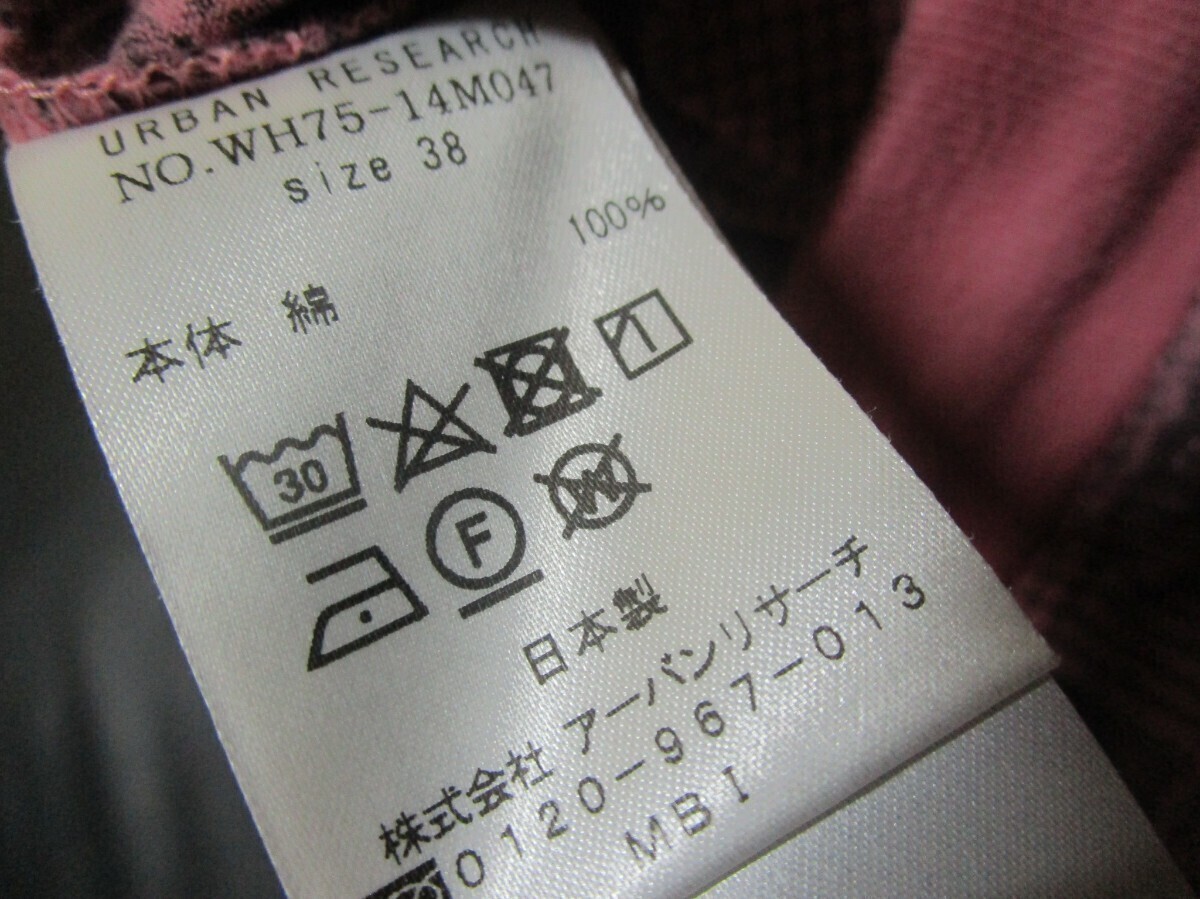 URBAN RESEARCH
NO.WH75-14M047
size 38
100%
本体 綿
30
F
W
日本製
株式会社 アーバンリサーチ
0120-967-013
MBI